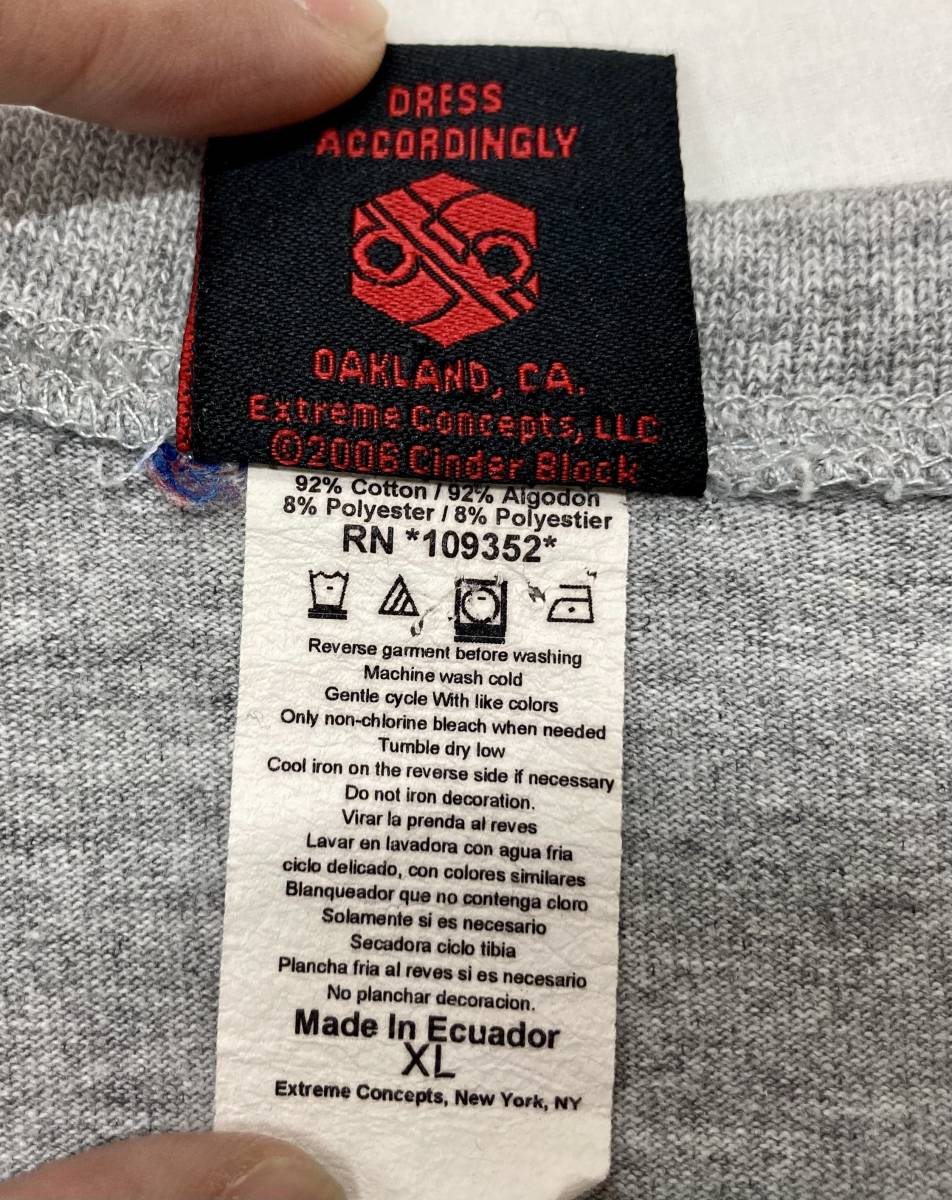 DRESS
ACCORDINGLY
OAKLAND, CA.
Extreme Concepts, LLC
©2006 Cinder Block
92% Cotton / 92% Algodon
8% Polyester / 8% Polyestier
RN *109352*
Reverse garment before washing
Machine wash cold
Gentle cycle With like colors
Only non-chlorine bleach when needed
Tumble dry low
Cool iron on the reverse side if necessary
Do not iron decoration.
Virar la prenda al reves
Lavar en lavadora con agua fria
ciclo delicado, con colores similares
Blanqueador que no contenga cloro
Solamente si es necesario
Secadora ciclo tibia
Plancha fria al reves si es necesario
No planchar decoracion.
Made In Ecuador
XL
Extreme Concepts, New York, NY